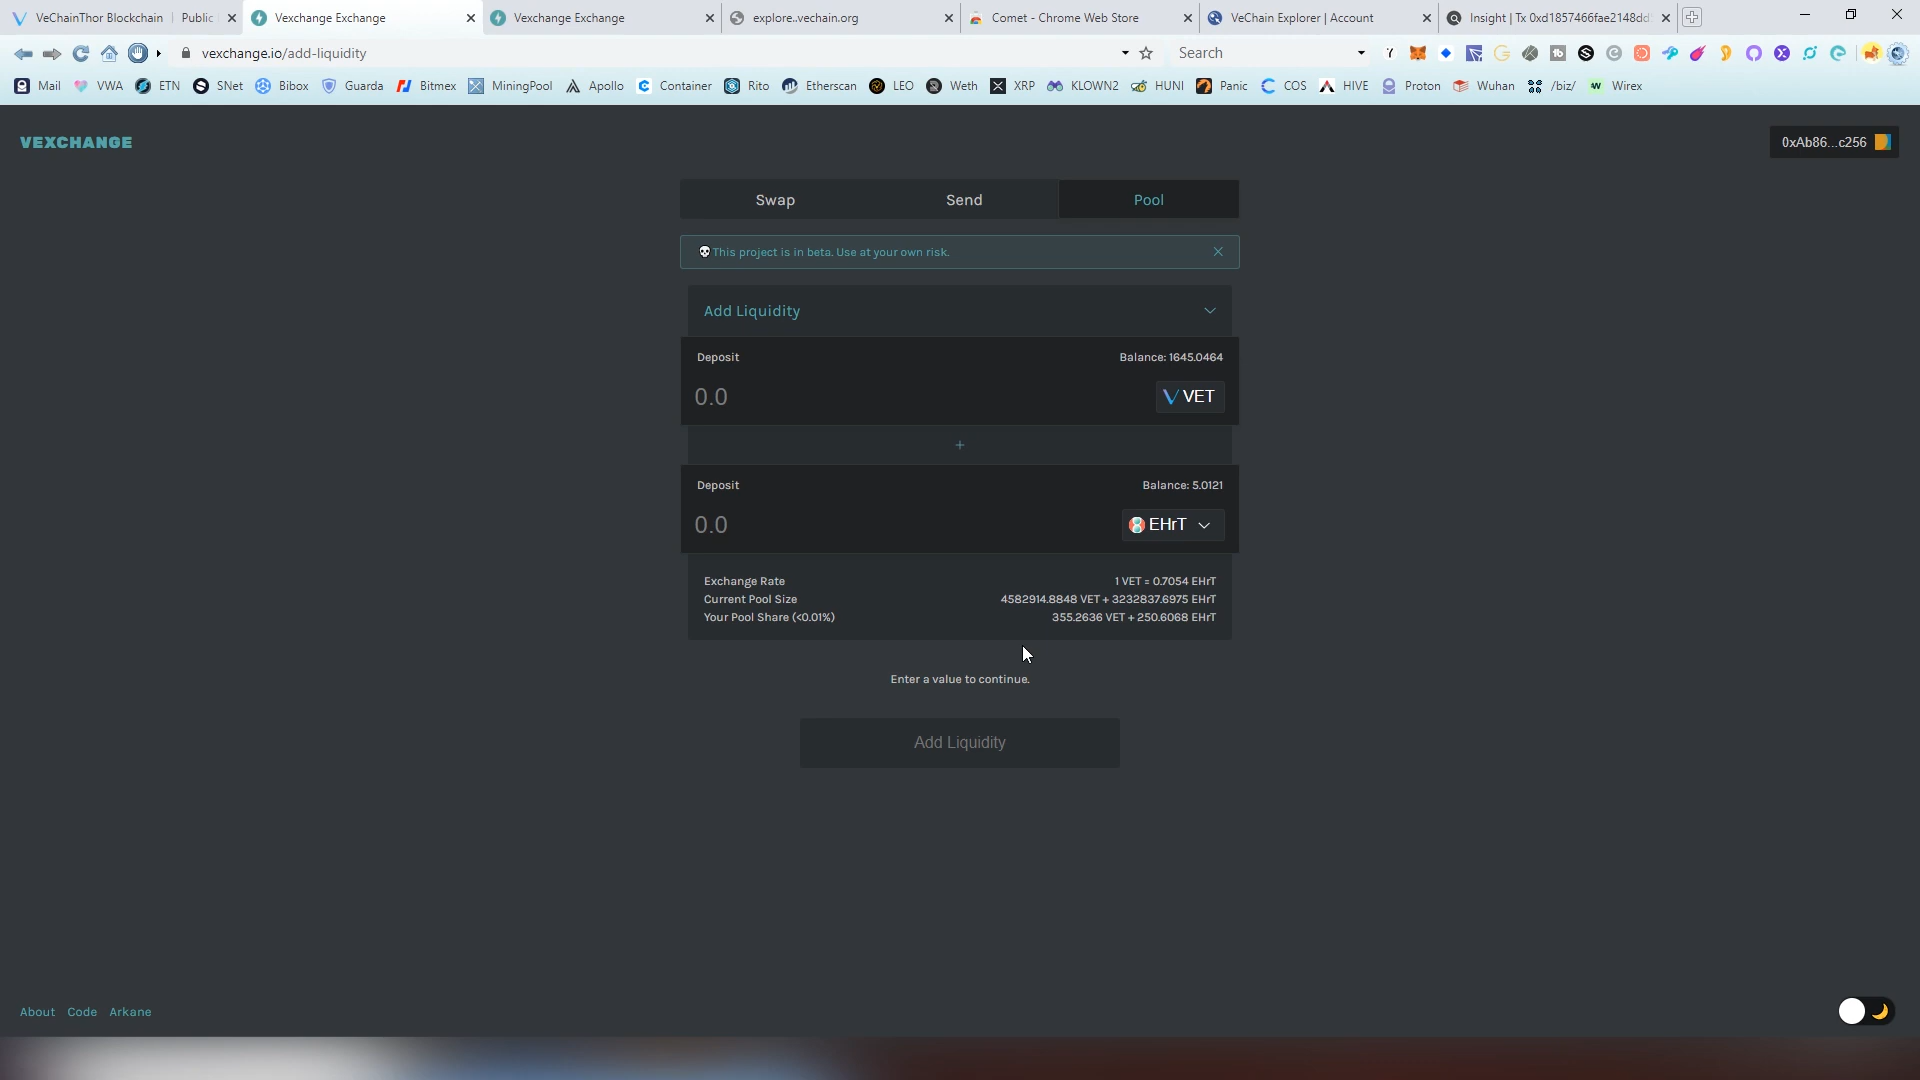 VeChainThor Blockchain | Public
Vexchange Exchange
Vexchange Exchange
explore.vechain.org
Comet - Chrome Web Store
VeChain Explorer | Account
Insight | Tx 0xd1857466fae2148dd
vexchange.io/add-liquidity
Search
Mail VWA ETN SNet Bibox Guarda Bitmex MiningPool Apollo Container Rito Etherscan LEO Weth XRP KLOWN2 HUNI Panic COS HIVE Proton Wuhan /biz/ Wirex
VEXCHANGE
0xAb86...c256
Swap Send Pool
This project is in beta. Use at your own risk.
Add Liquidity
Deposit Balance: 1645.0464
0.0 VET
+
Deposit Balance: 5.0121
0.0 EHrT
Exchange Rate 1 VET = 0.7054 EHrT
Current Pool Size 4582914.8848 VET + 3232837.6975 EHrT
Your Pool Share (<0.01%) 355.2636 VET + 250.6068 EHrT
Enter a value to continue.
Add Liquidity
About Code Arkane